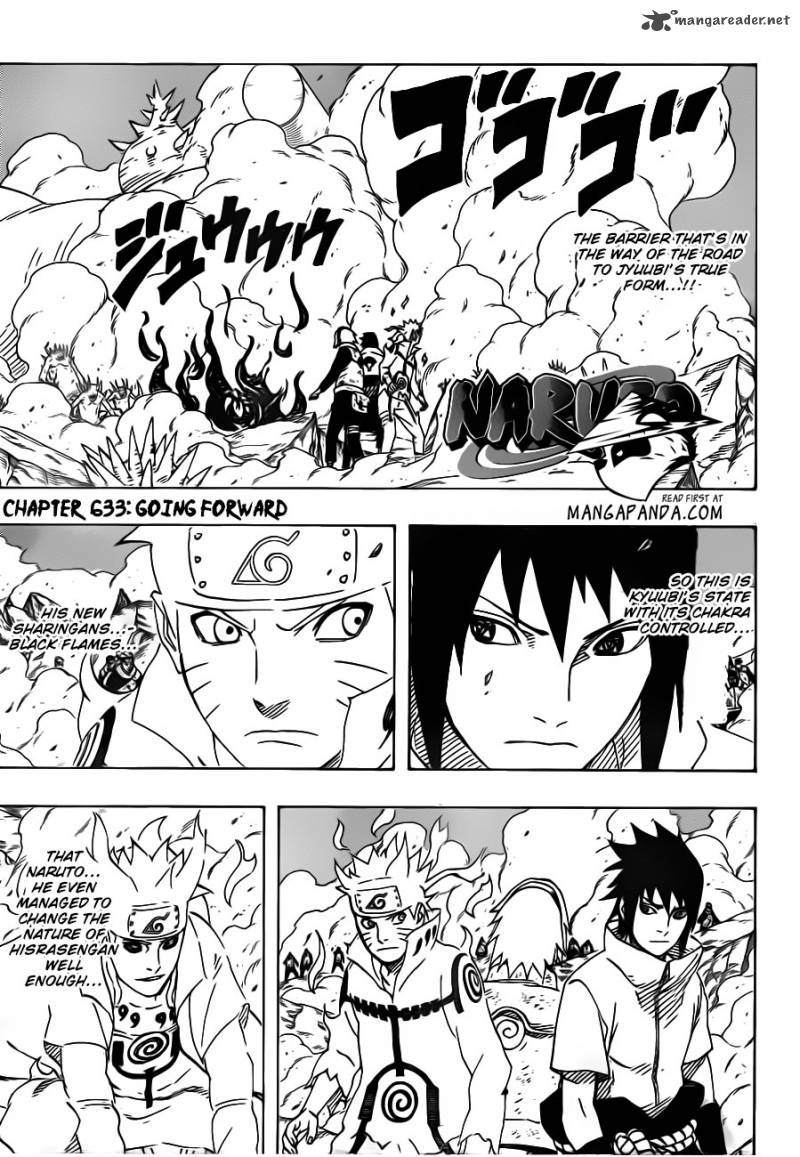 mangareader.net
ゴゴゴ
ジュゥゥゥ
THE BARRIER THAT'S IN
THE WAY OF THE ROAD
TO JYUUBI'S TRUE
FORM...!!
NARUTO
CHAPTER 633: GOING FORWARD
READ FIRST AT
MANGAPANDA.COM
SO THIS IS
KYUUBI'S STATE
WITH ITS CHAKRA
CONTROLLED...
HIS NEW
SHARINGANS...
BLACK FLAMES...
THAT
NARUTO...
HE EVEN
MANAGED TO
CHANGE THE
NATURE OF
HISRASENGAN
WELL
ENOUGH...